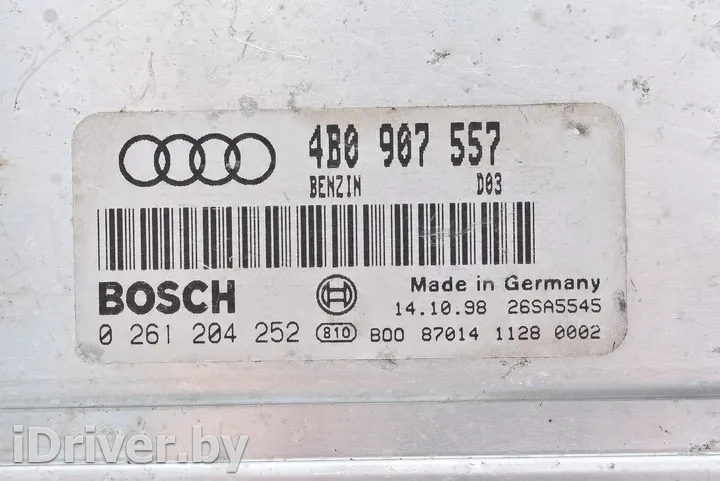 4B0 907 557
BENZIN D03
BOSCH
Made in Germany
14.10.98 26SA5545
0 261 204 252 810 B00 87014 1128 0002
iDriver.by